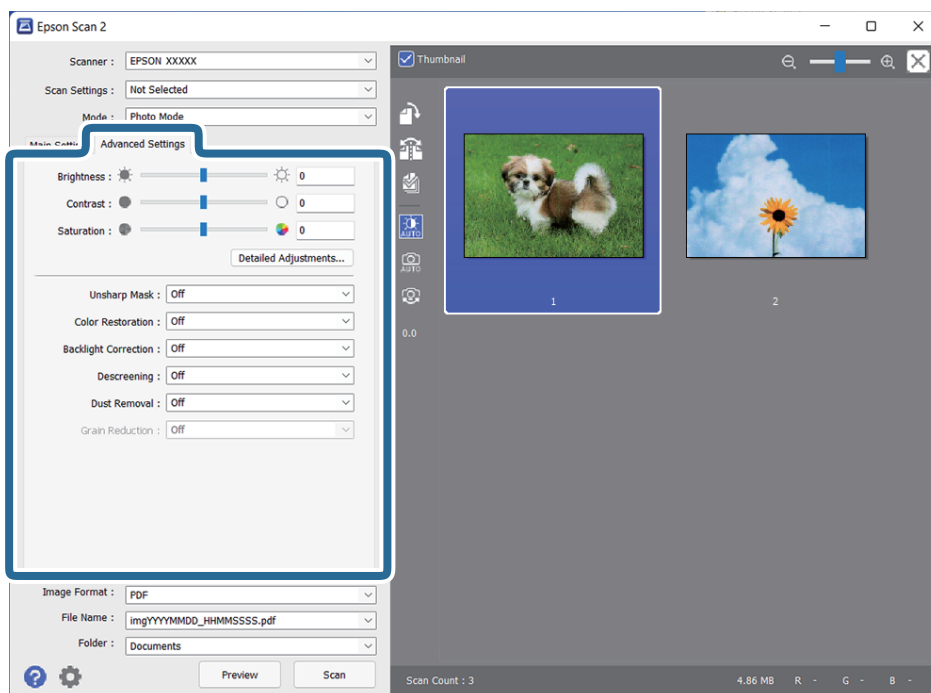 Epson Scan 2
Scanner : EPSON XXXXX
Scan Settings : Not Selected
Mode : Photo Mode
Advanced Settings
Brightness : 0
Contrast : 0
Saturation : 0
Detailed Adjustments...
Unsharp Mask : Off
Color Restoration : Off
Backlight Correction : Off
Descreening : Off
Dust Removal : Off
Grain Reduction : Off
Image Format : PDF
File Name : imgYYYYMMDD_HHMMSSSS.pdf
Folder : Documents
Preview Scan
Thumbnail
AUTO
AUTO
0.0
1 2
Scan Count : 3 4.86 MB R - G - B -